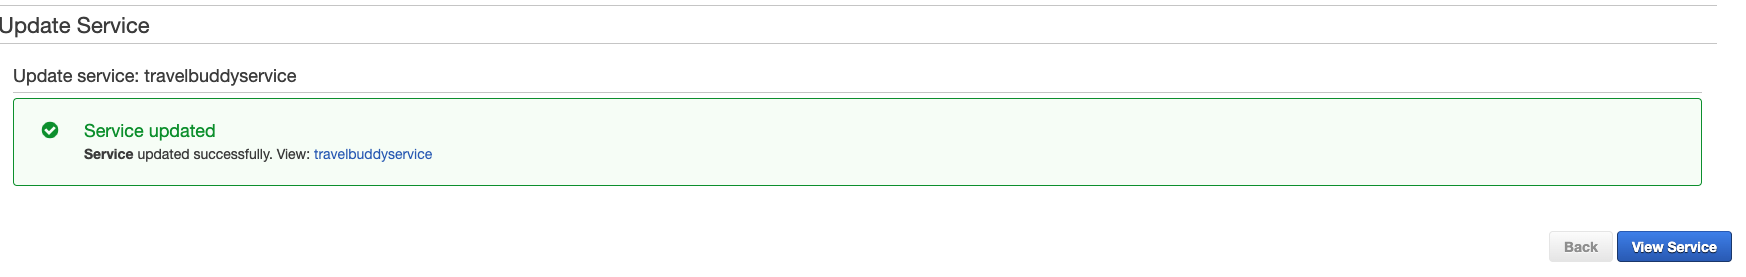 Update Service
Update service: travelbuddyservice
Service updated
Service updated successfully. View: travelbuddyservice
Back View Service